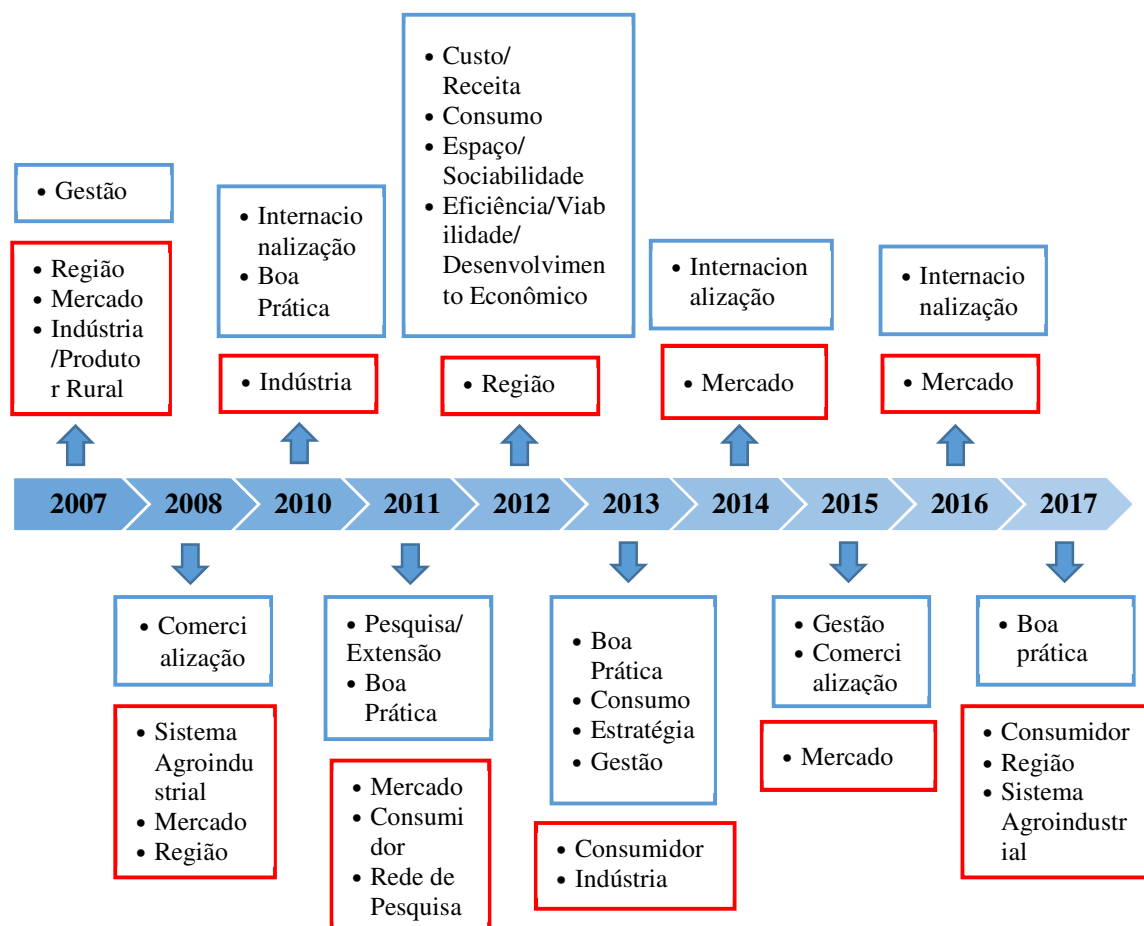 • Custo/
Receita
• Consumo
• Espaço/
Sociabilidade
• Eficiência/Viab
ilidade/
Desenvolvimen
to Econômico
• Gestão
• Região
• Mercado
• Indústria
/Produto
r Rural
• Internacio
nalização
• Boa
Prática
• Indústria
• Região
• Internacion
alização
• Mercado
• Internacio
nalização
• Mercado
2007 2008 2010 2011 2012 2013 2014 2015 2016 2017
• Comerci
alização
• Sistema
Agroindu
strial
• Mercado
• Região
• Pesquisa/
Extensão
• Boa
Prática
• Mercado
• Consumi
dor
• Rede de
Pesquisa
• Boa
Prática
• Consumo
• Estratégia
• Gestão
• Consumidor
• Indústria
• Gestão
• Comerci
alização
• Mercado
• Boa
prática
• Consumidor
• Região
• Sistema
Agroindustr
ial